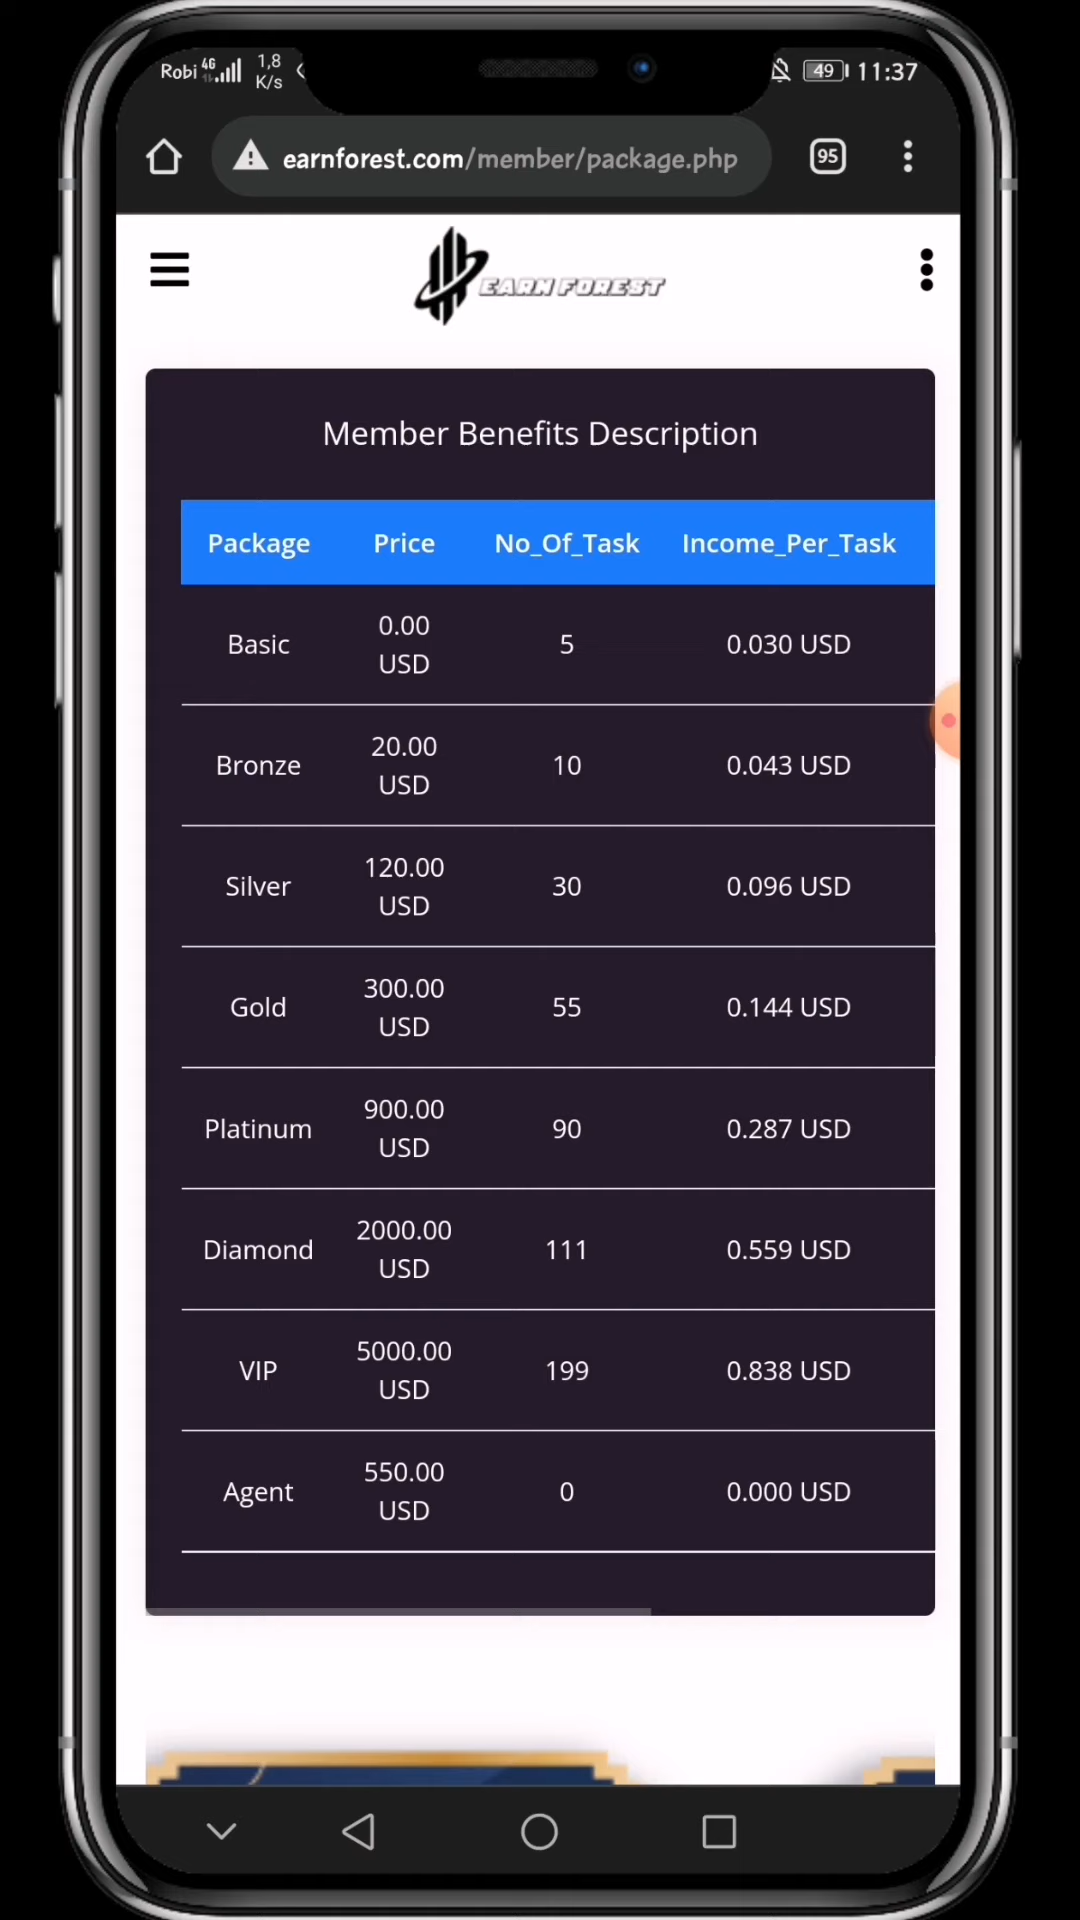 Robi 4G 1,8 K/s 49 11:37
earnforest.com/member/package.php 95
EARN FOREST
Member Benefits Description
Package Price No_Of_Task Income_Per_Task
Basic 0.00 USD 5 0.030 USD
Bronze 20.00 USD 10 0.043 USD
Silver 120.00 USD 30 0.096 USD
Gold 300.00 USD 55 0.144 USD
Platinum 900.00 USD 90 0.287 USD
Diamond 2000.00 USD 111 0.559 USD
VIP 5000.00 USD 199 0.838 USD
Agent 550.00 USD 0 0.000 USD